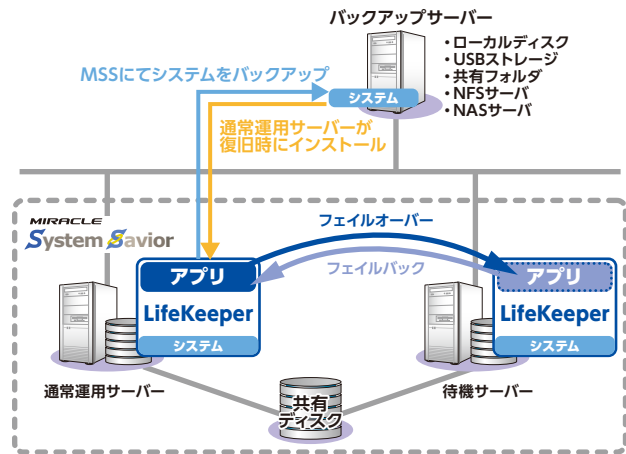 バックアップサーバー
・ローカルディスク
・USBストレージ
・共有フォルダ
・NFSサーバ
・NASサーバ
MSSにてシステムをバックアップ
システム
通常運用サーバーが
復旧時にインストール
MIRACLE
System Savior
フェイルオーバー
フェイルバック
アプリ
LifeKeeper
システム
アプリ
LifeKeeper
システム
通常運用サーバー
待機サーバー
共有
ディスク